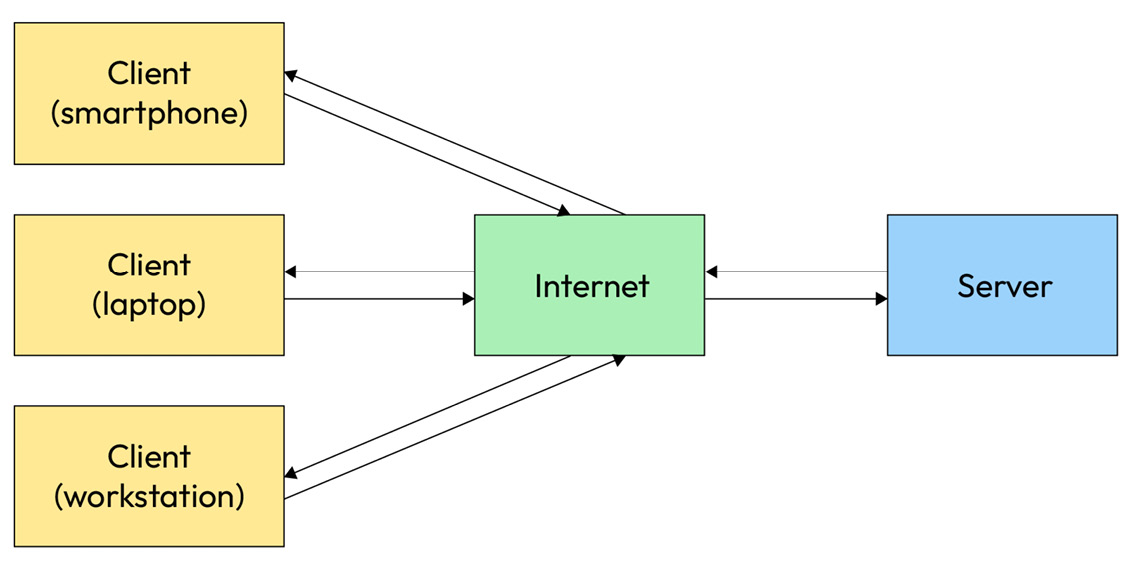 Client
(smartphone)
Client
(laptop)
Internet
Server
Client
(workstation)